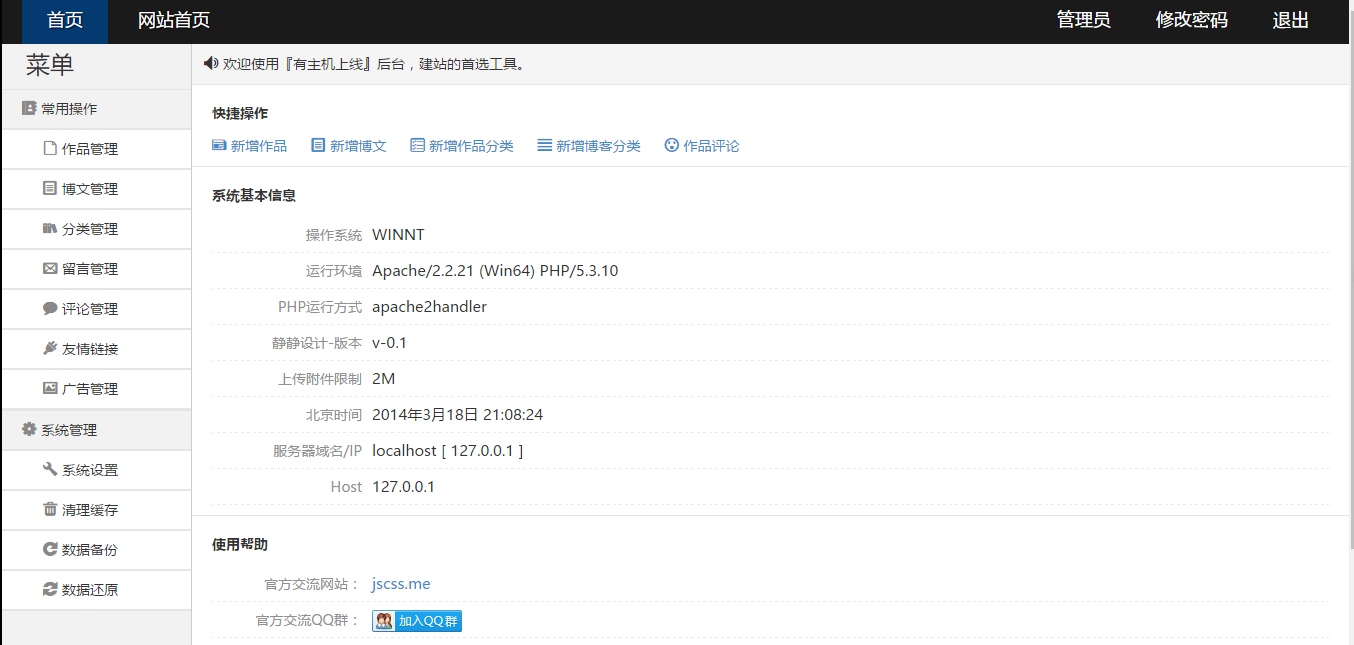 首页 网站首页 管理员 修改密码 退出
菜单
常用操作
作品管理
博文管理
分类管理
留言管理
评论管理
友情链接
广告管理
系统管理
系统设置
清理缓存
数据备份
数据还原
欢迎使用『有主机上线』后台，建站的首选工具。
快捷操作
新增作品 新增博文 新增作品分类 新增博客分类 作品评论
系统基本信息
操作系统 WINNT
运行环境 Apache/2.2.21 (Win64) PHP/5.3.10
PHP运行方式 apache2handler
静静设计-版本 v-0.1
上传附件限制 2M
北京时间 2014年3月18日 21:08:24
服务器域名/IP localhost [ 127.0.0.1 ]
Host 127.0.0.1
使用帮助
官方交流网站： jscss.me
官方交流QQ群： 加入QQ群